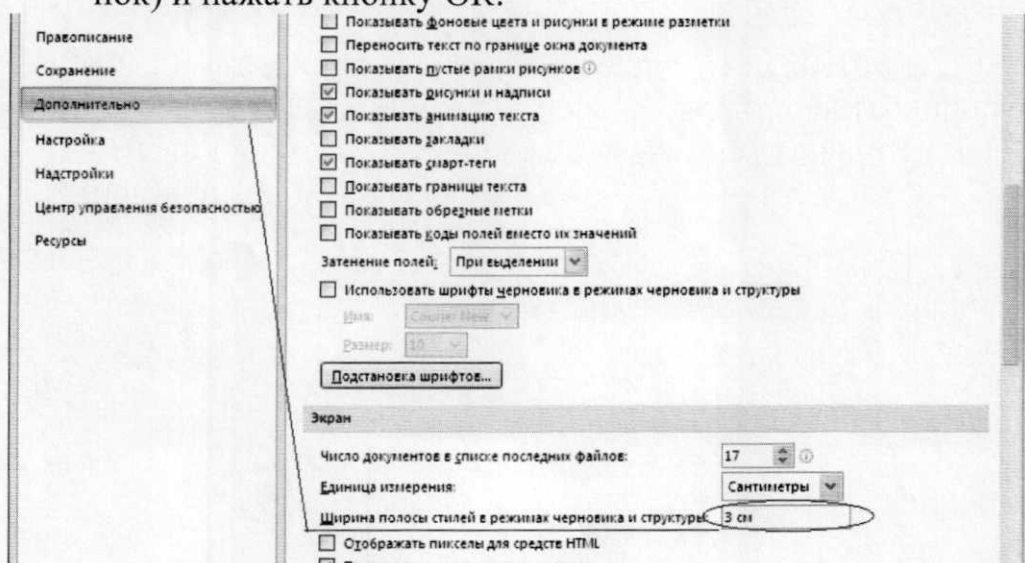 нок) и нажать кнопку ОК.
Правописание
Сохранение
Дополнительно
Настройка
Надстройки
Центр управления безопасностью
Ресурсы
Показывать фоновые цвета и рисунки в режиме разметки
Переносить текст по границе окна документа
Показывать пустые рамки рисунков
Показывать рисунки и надписи
Показывать анимацию текста
Показывать закладки
Показывать смарт-теги
Показывать границы текста
Показывать обрезные метки
Показывать коды полей вместо их значений
Затенение полей: При выделении
Использовать шрифты черновика в режимах черновика и структуры
Имя: Courier New
Размер: 10
Подстановка шрифтов...
Экран
Число документов в списке последних файлов: 17
Единица измерения: Сантиметры
Ширина полосы стилей в режимах черновика и структуры: 3 см
Отображать пикселы для средств HTML